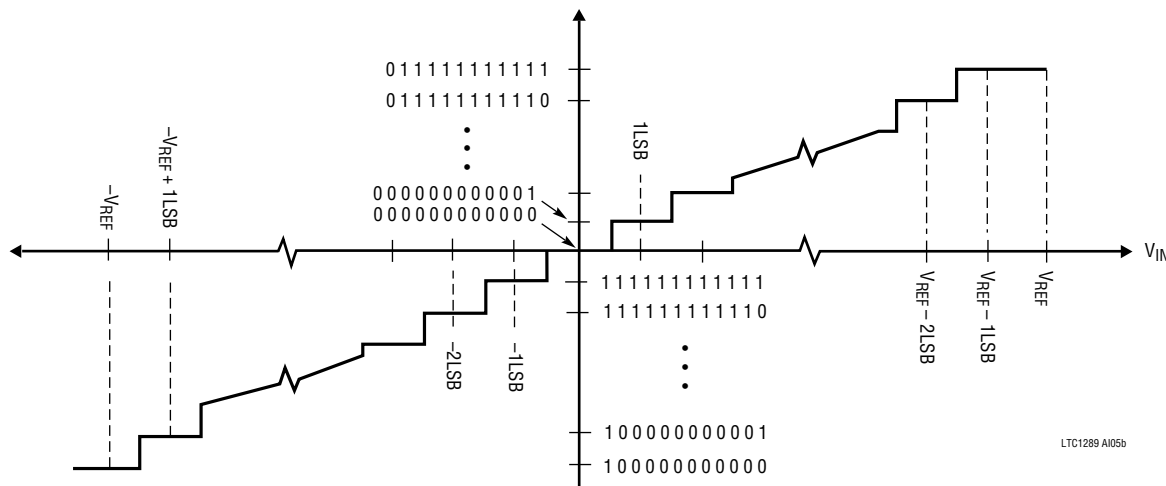 011111111111
011111111110
000000000001
000000000000
–VREF
–VREF + 1LSB
1LSB
VIN
–2LSB
–1LSB
111111111111
111111111110
100000000001
100000000000
VREF – 2LSB
VREF – 1LSB
VREF
LTC1289 AI05b